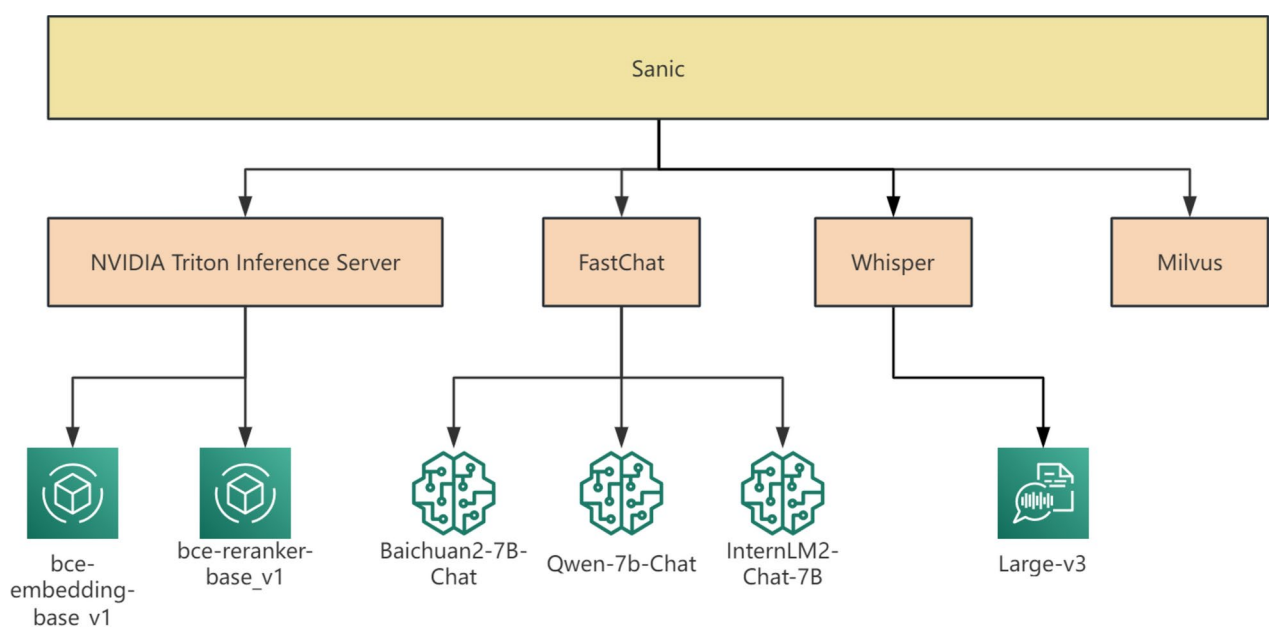 Sanic
NVIDIA Triton Inference Server
FastChat
Whisper
Milvus
bce-
embedding-
base_v1
bce-reranker-
base_v1
Baichuan2-7B-
Chat
Qwen-7b-Chat
InternLM2-
Chat-7B
Large-v3